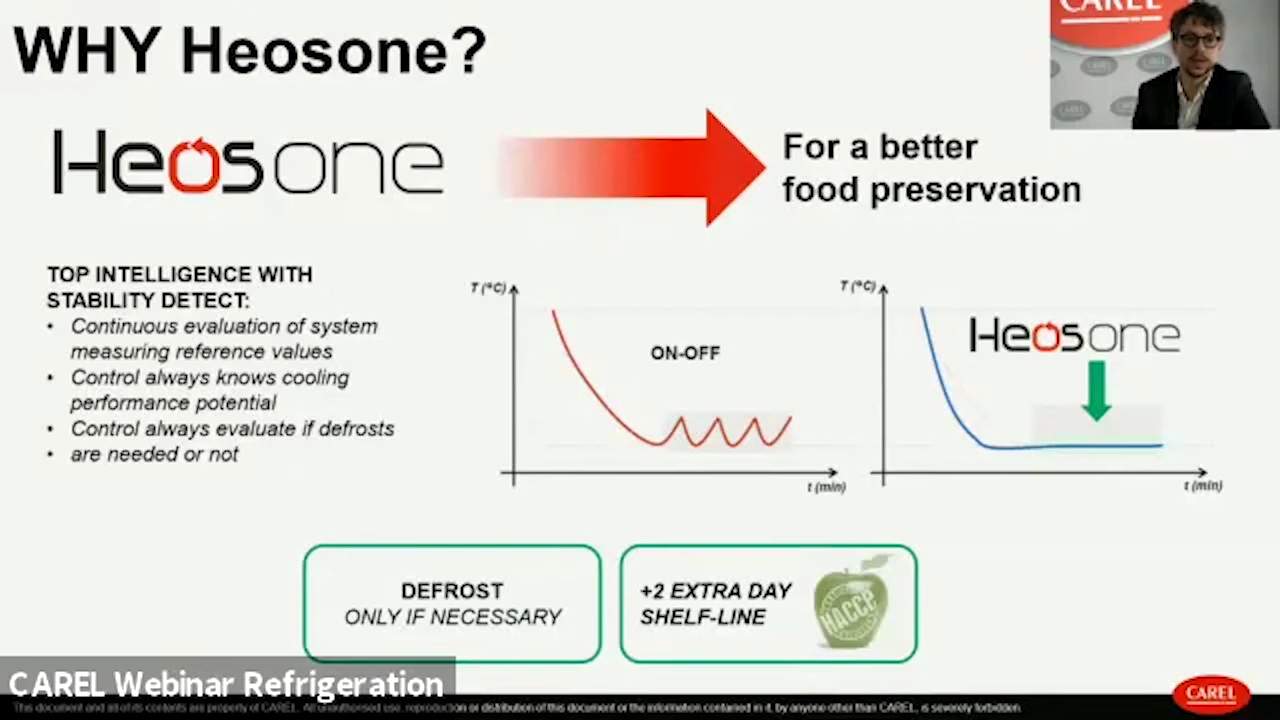 WHY Heosone?
CAREL
CAREL
CAREL
CAREL
Heosone
For a better
food preservation
TOP INTELLIGENCE WITH
STABILITY DETECT:
• Continuous evaluation of system
measuring reference values
• Control always knows cooling
performance potential
• Control always evaluate if defrosts
• are needed or not
T (°C)
ON-OFF
t (min)
T (°C)
Heosone
t (min)
DEFROST
ONLY IF NECESSARY
+2 EXTRA DAY
SHELF-LINE
HACCP
CAREL Webinar Refrigeration
CAREL
This document and all of its contents are property of CAREL. All unauthorised use, reproduction or distribution of this document or the information contained in it, by anyone other than CAREL, is severely forbidden